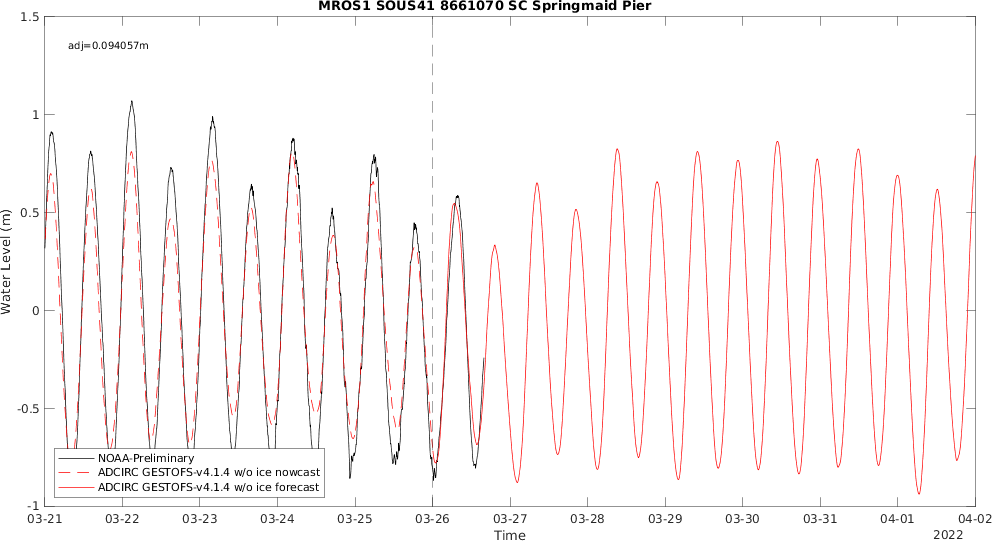 MROS1 SOUS41 8661070 SC Springmaid Pier
adj=0.094057m
1.5
1
0.5
0
-0.5
-1
Water Level (m)
NOAA-Preliminary
ADCIRC GESTOFS-v4.1.4 w/o ice nowcast
ADCIRC GESTOFS-v4.1.4 w/o ice forecast
03-21 03-22 03-23 03-24 03-25 03-26 03-27 03-28 03-29 03-30 03-31 04-01 04-02
Time
2022